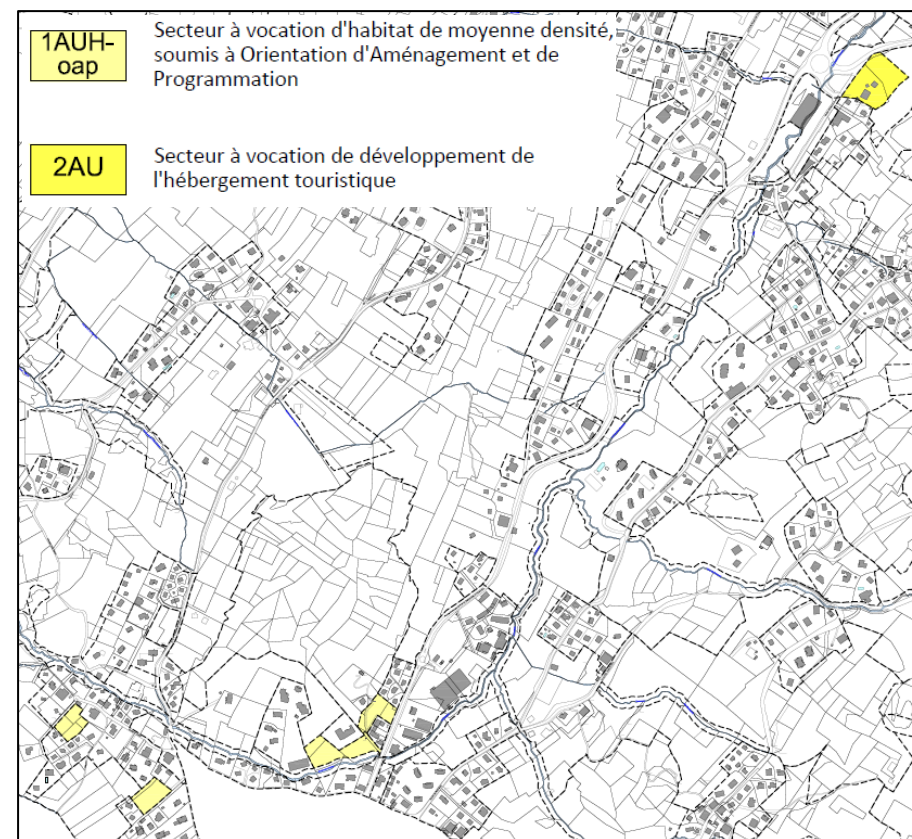 1AUH-
oap
Secteur à vocation d'habitat de moyenne densité,
soumis à Orientation d'Aménagement et de
Programmation
2AU
Secteur à vocation de développement de
l'hébergement touristique